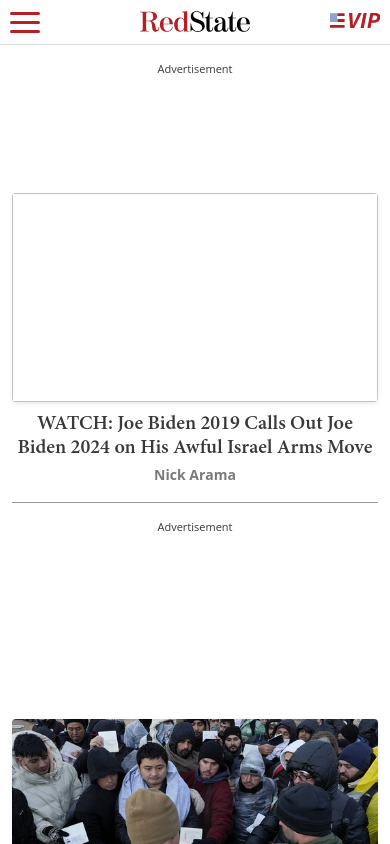 RedState
VIP
Advertisement
WATCH: Joe Biden 2019 Calls Out Joe
Biden 2024 on His Awful Israel Arms Move
Nick Arama
Advertisement